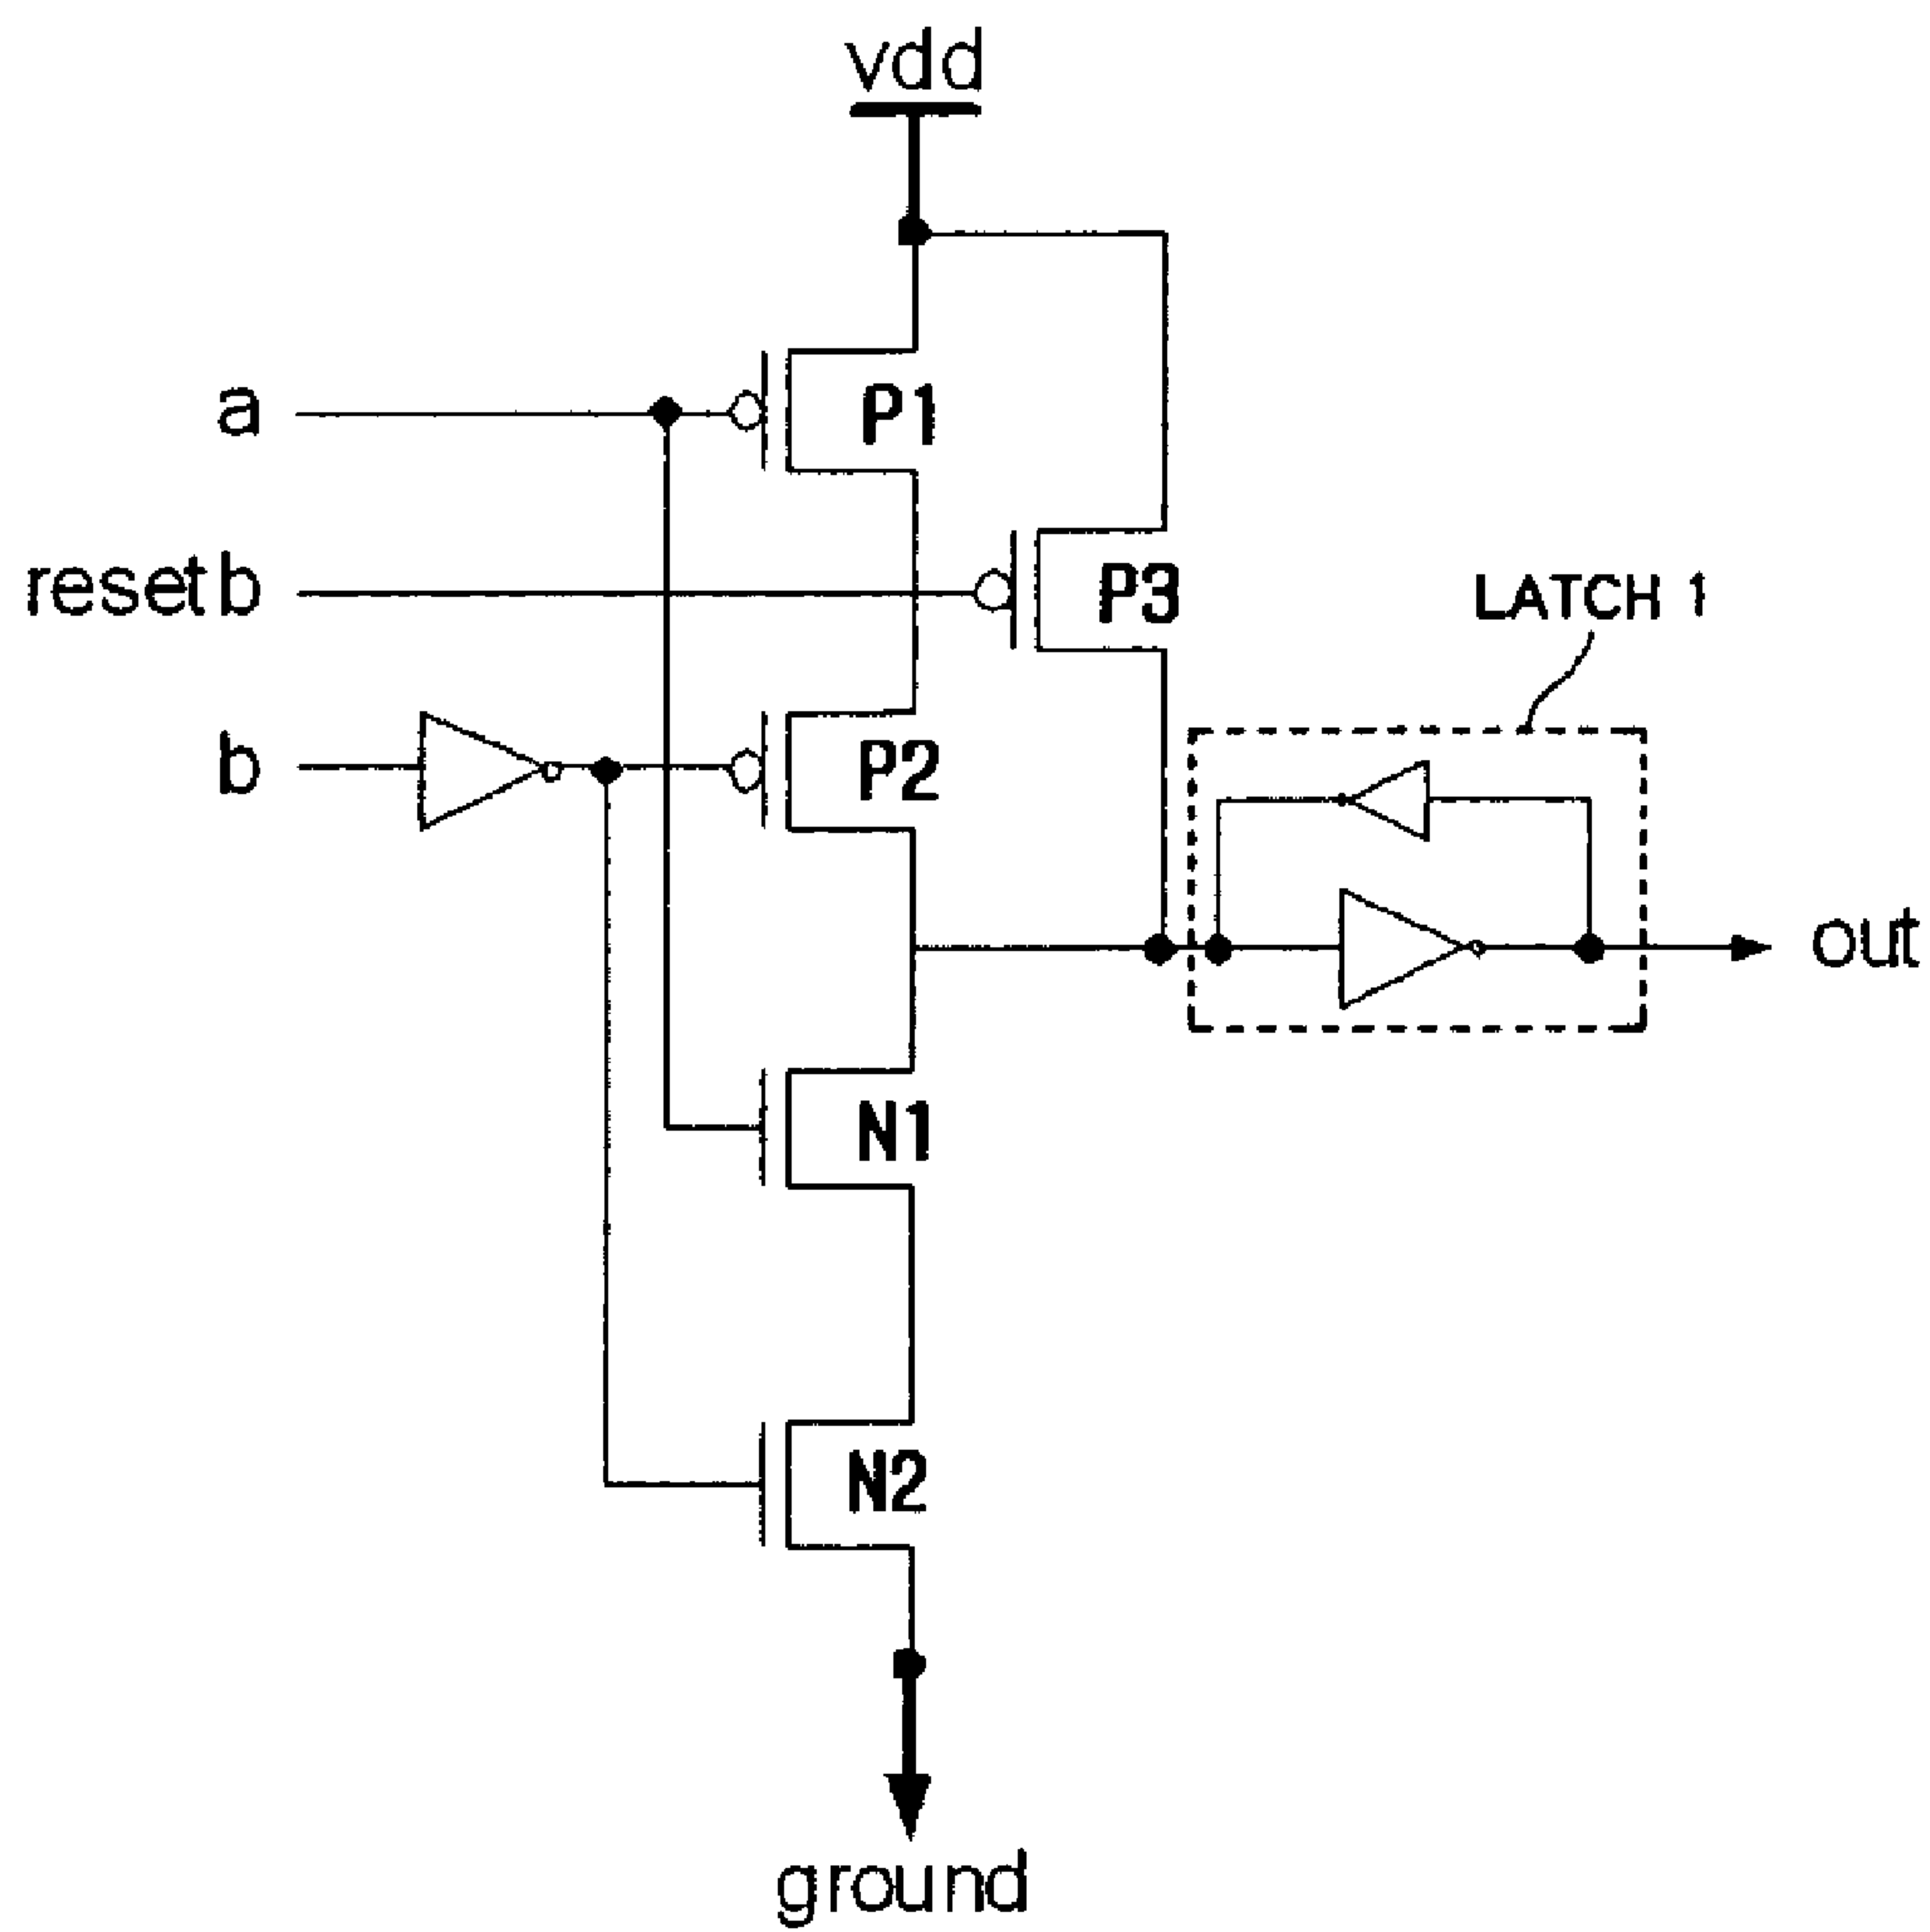 vdd
a
P1
resetb
P3
LATCH 1
b
P2
out
N1
N2
ground